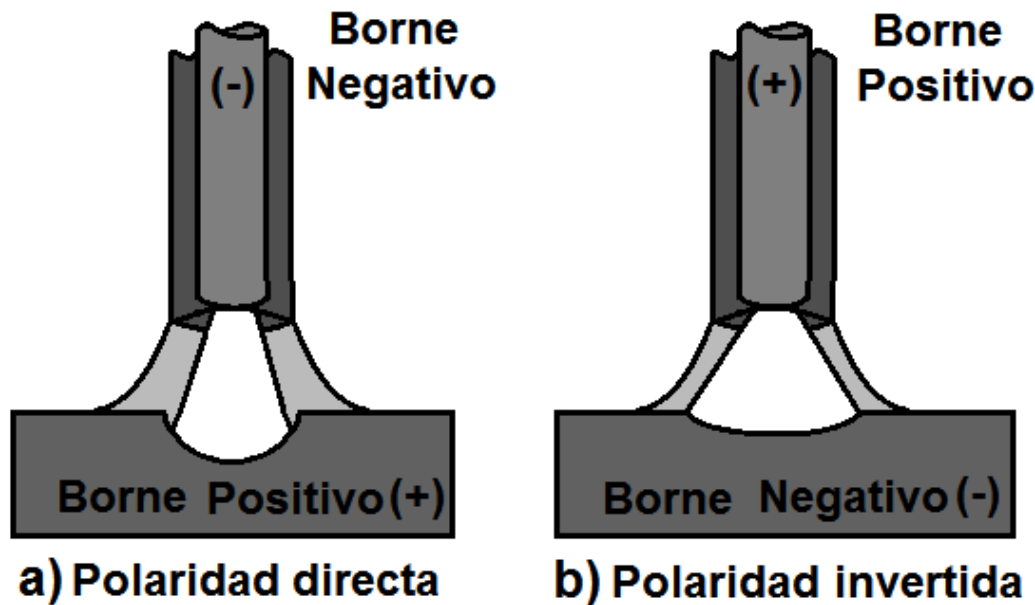 Borne
Negativo
(-)
Borne Positivo (+)
a) Polaridad directa
Borne
Positivo
(+)
Borne Negativo (-)
b) Polaridad invertida